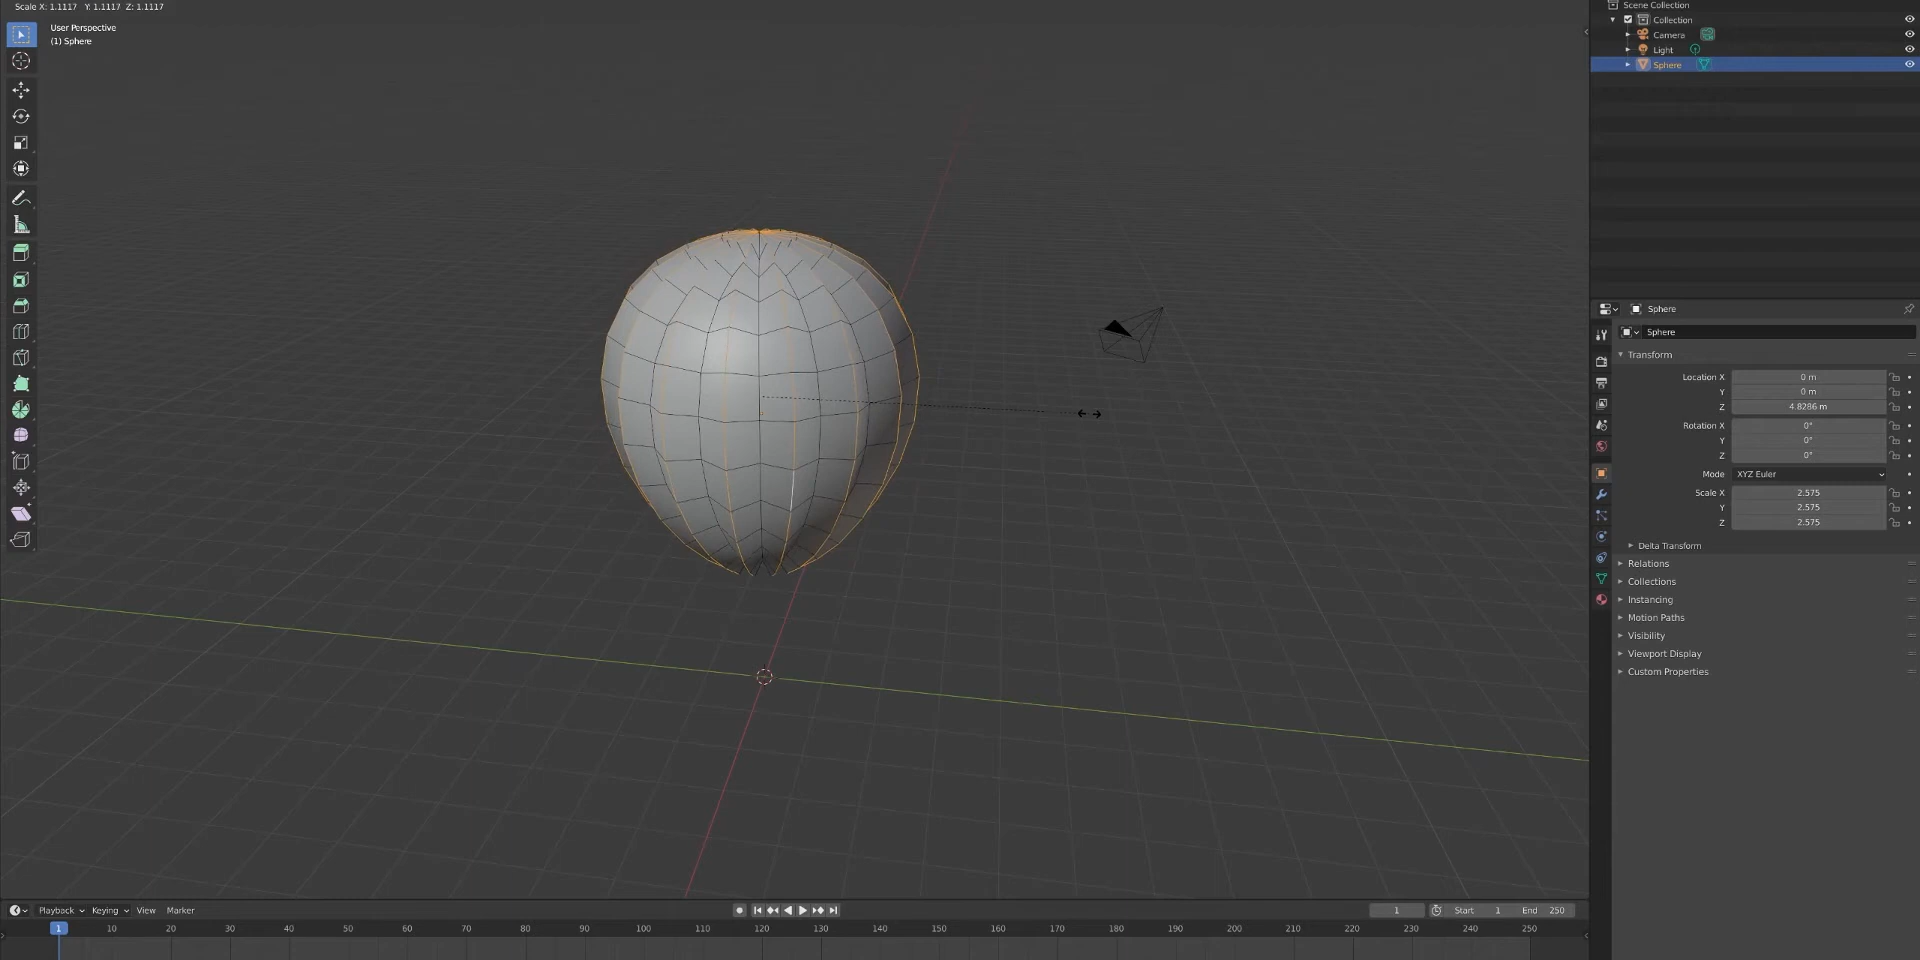 Scale X: 1.1117 Y: 1.1117 Z: 1.1117
User Perspective
(1) Sphere
Scene Collection
Collection
Camera
Light
Sphere
Sphere
Sphere
Transform
Location X 0 m
Y 0 m
Z 4.8286 m
Rotation X 0°
Y 0°
Z 0°
Mode XYZ Euler
Scale X 2.575
Y 2.575
Z 2.575
Delta Transform
Relations
Collections
Instancing
Motion Paths
Visibility
Viewport Display
Custom Properties
Playback Keying View Marker 1 Start 1 End 250
1 10 20 30 40 50 60 70 80 90 100 110 120 130 140 150 160 170 180 190 200 210 220 230 240 250